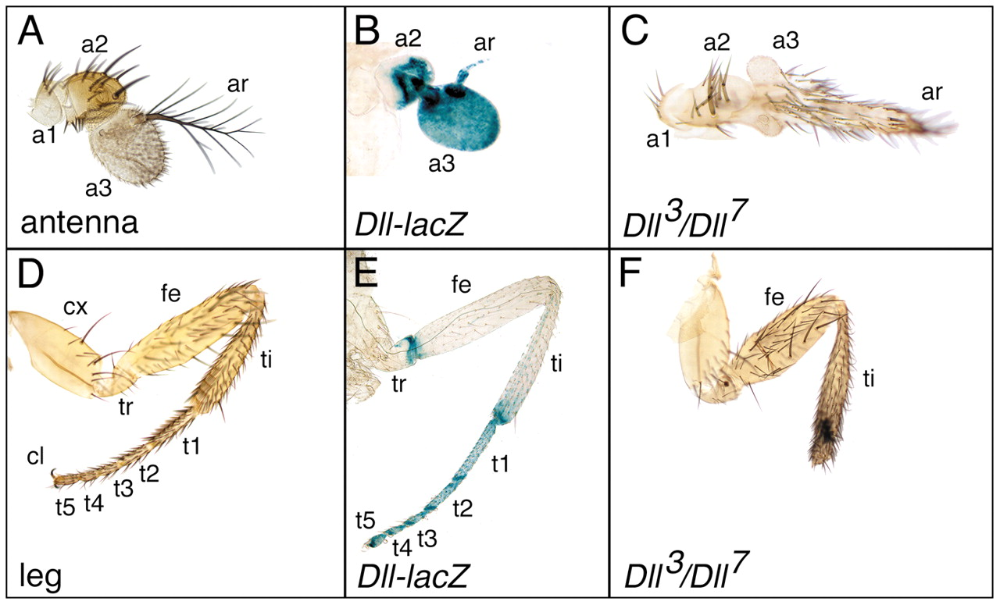 A
a2
ar
a1
a3
antenna
B
a2
ar
a3
Dll-lacZ
C
a2
a3
ar
a1
Dll3/Dll7
D
cx
fe
ti
tr
cl
t1
t2
t3
t4
t5
leg
E
fe
ti
tr
t1
t2
t5
t3
t4
Dll-lacZ
F
fe
ti
Dll3/Dll7